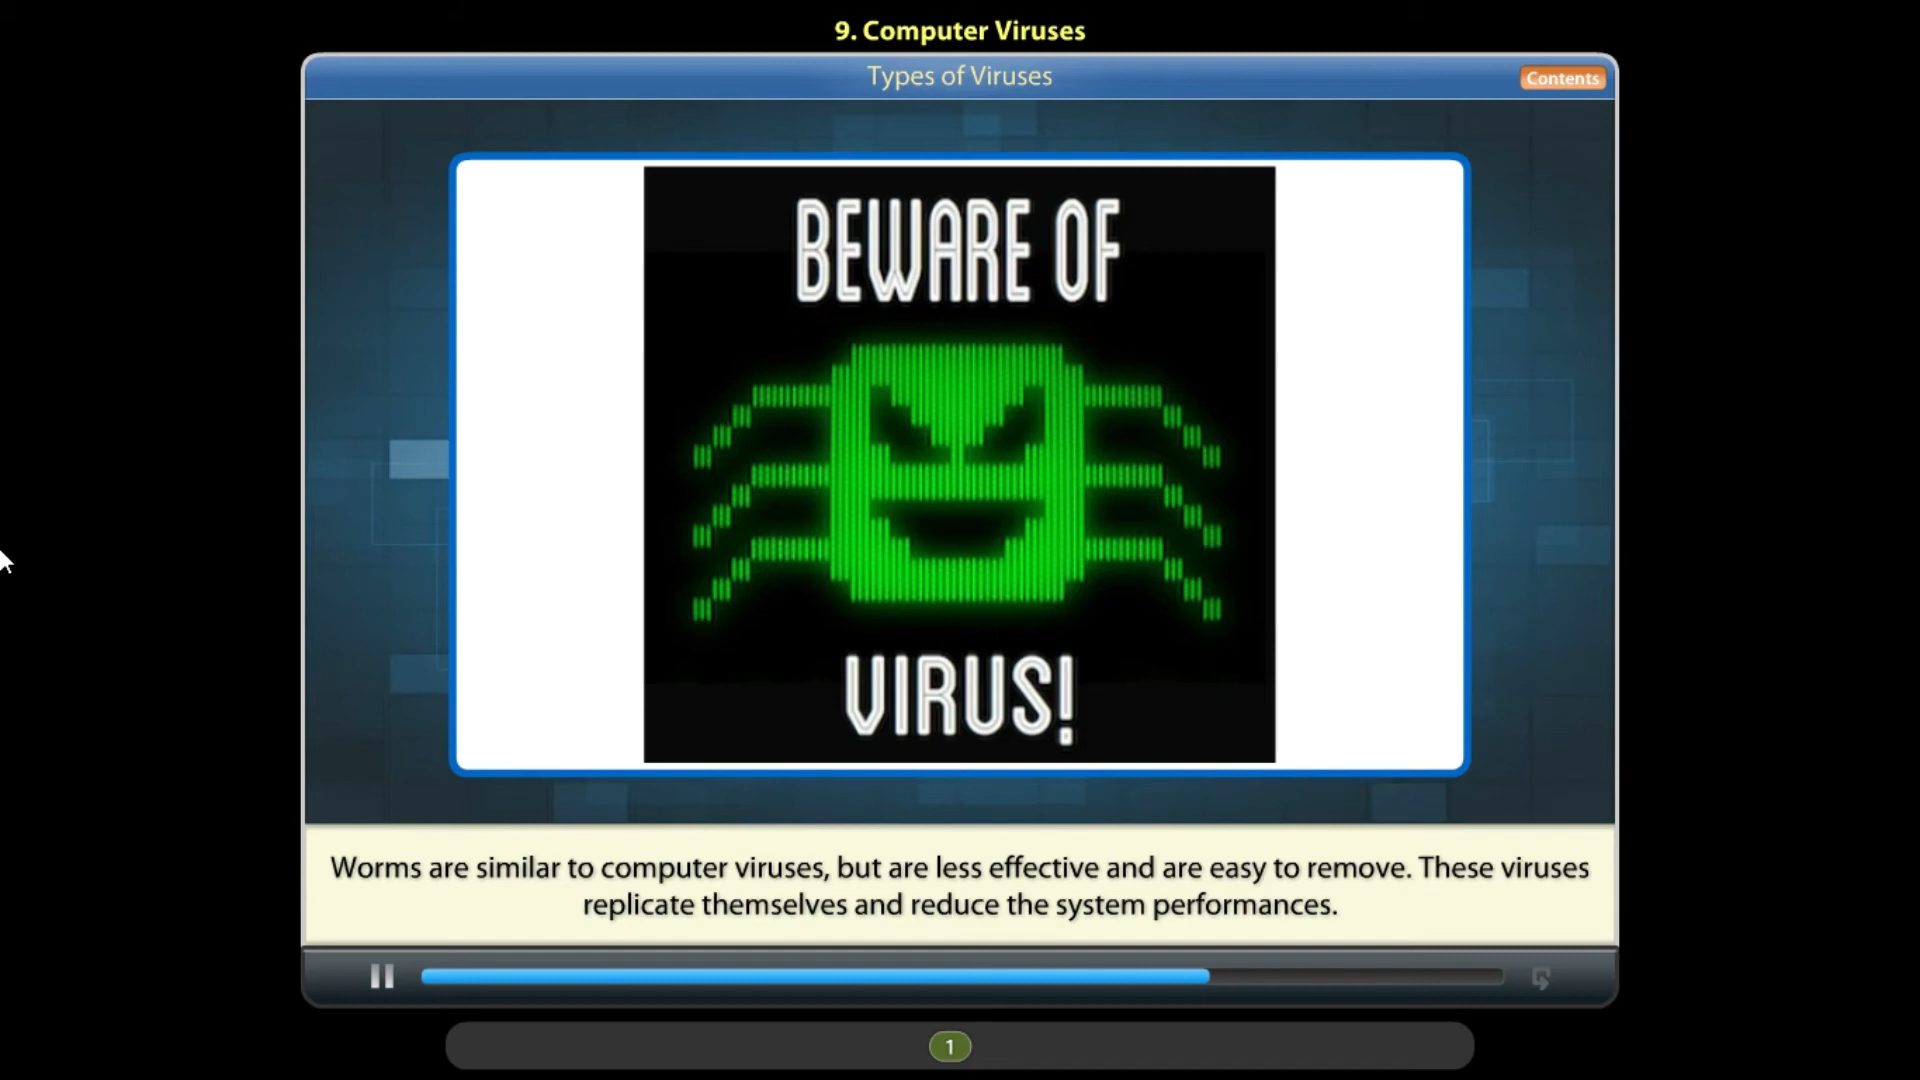 9. Computer Viruses
Types of Viruses
Contents
BEWARE OF
VIRUS!
Worms are similar to computer viruses, but are less effective and are easy to remove. These viruses
replicate themselves and reduce the system performances.
1